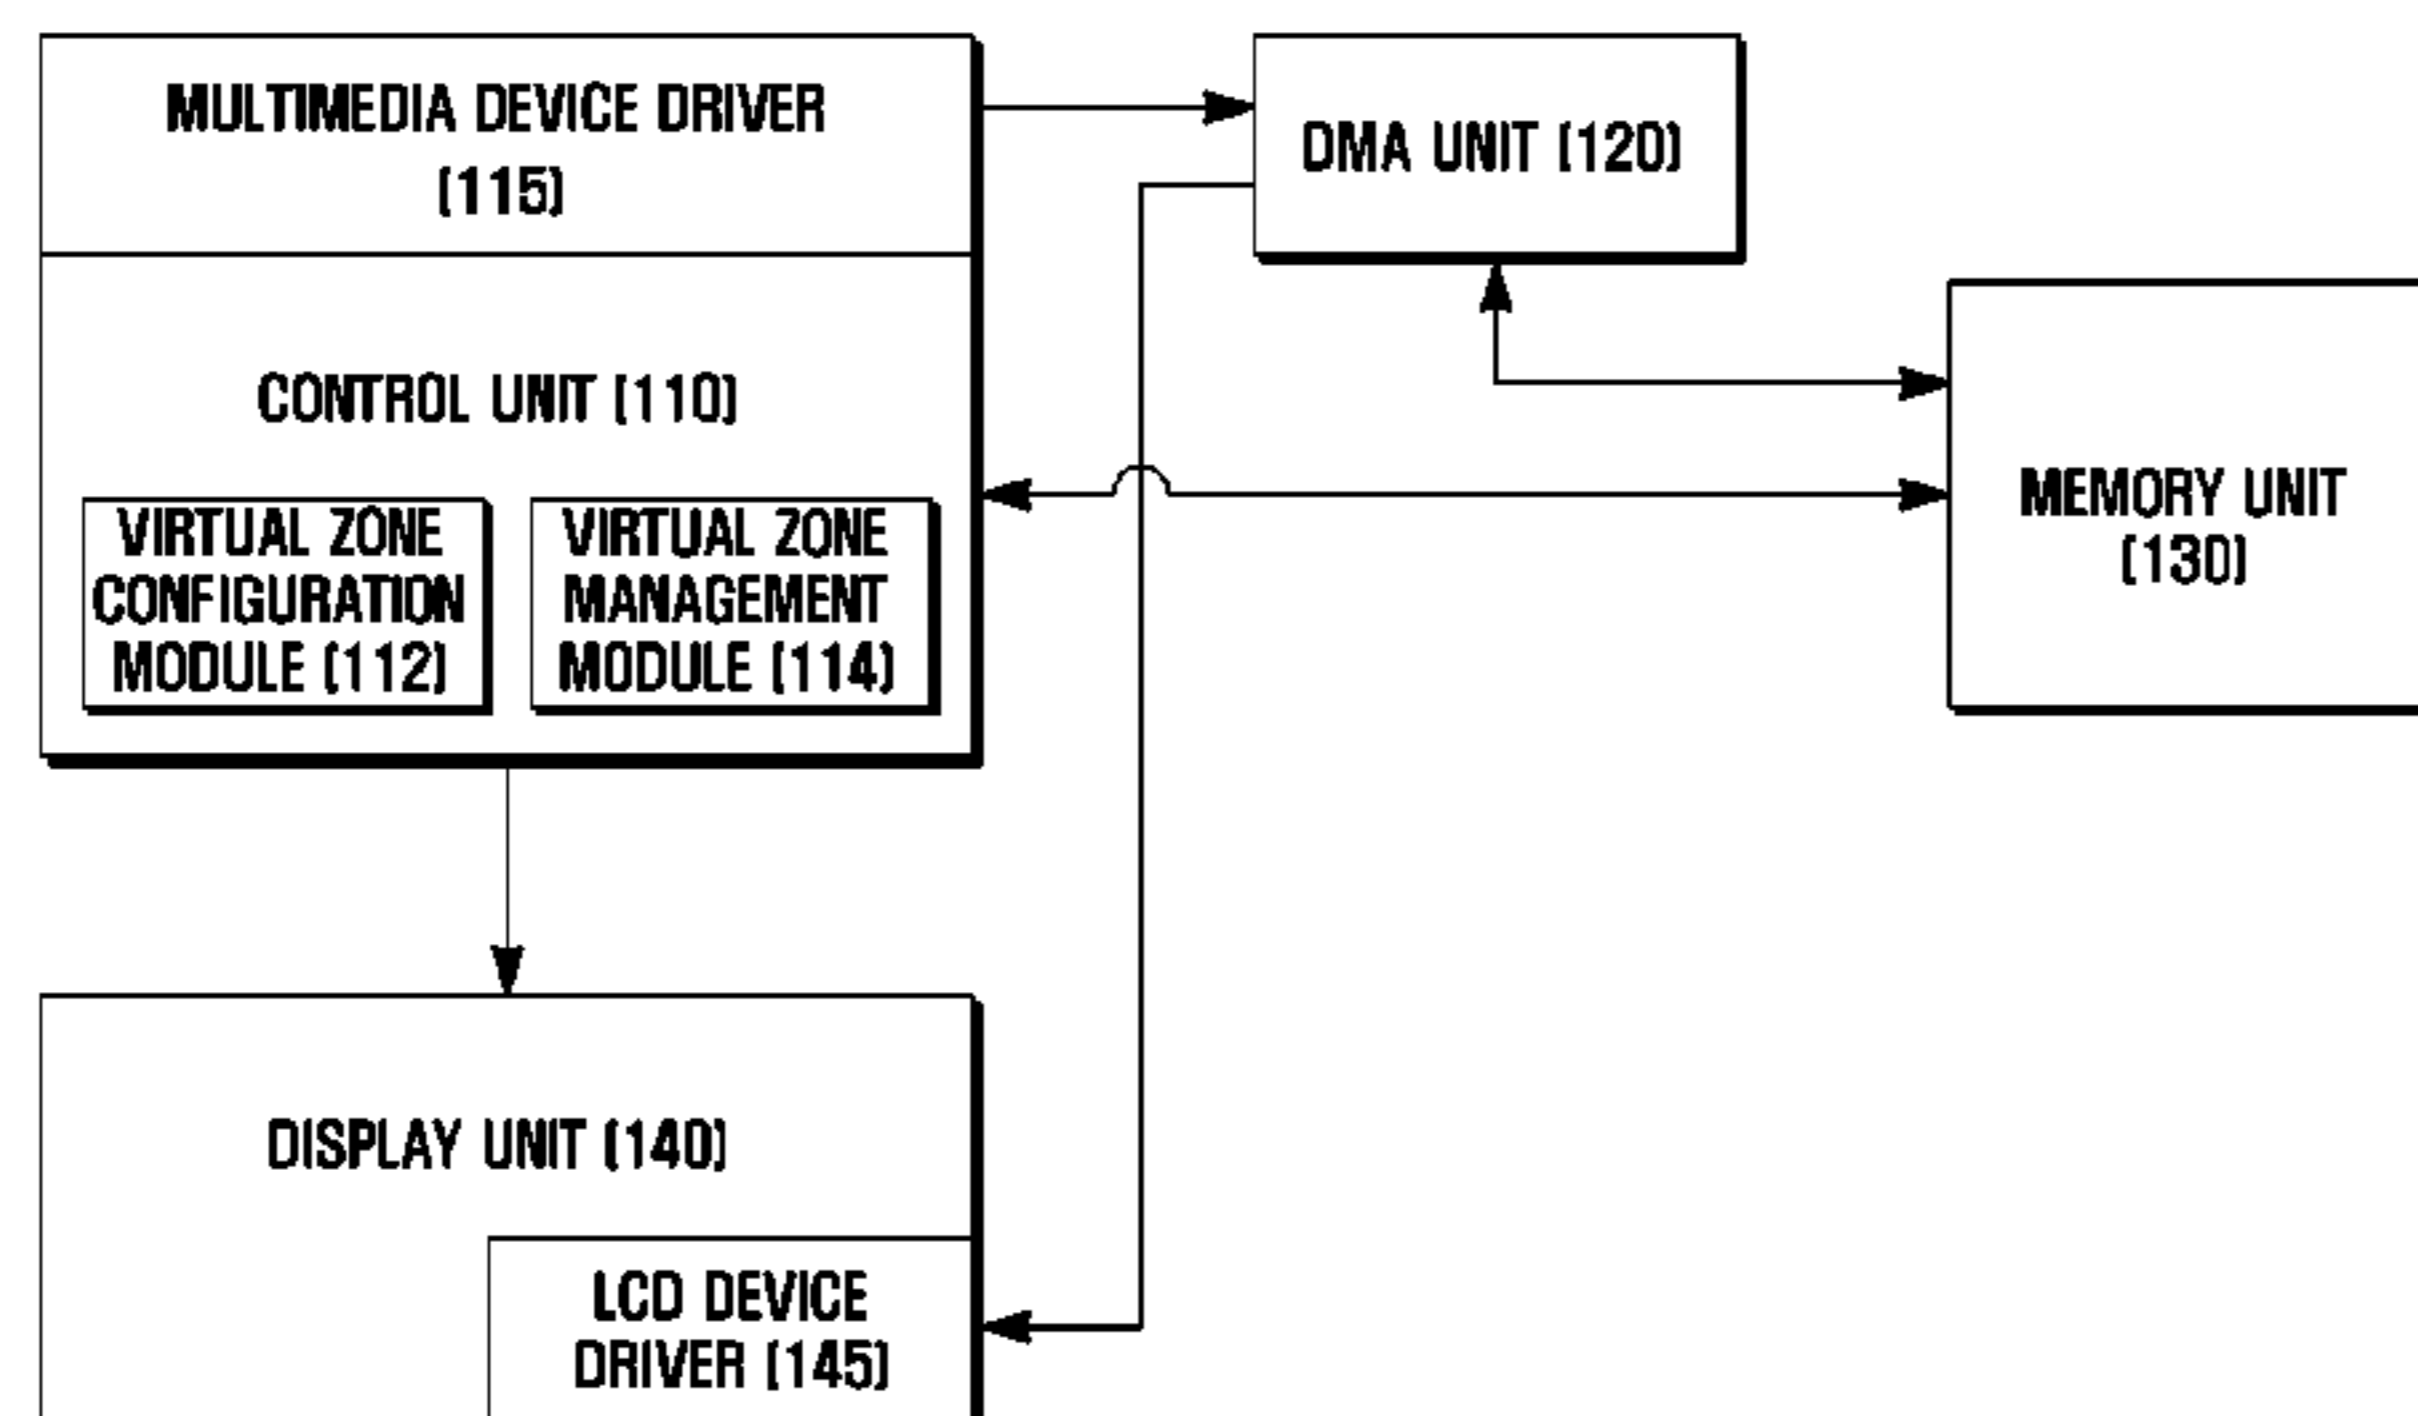 MULTIMEDIA DEVICE DRIVER
(115)
DMA UNIT (120)
CONTROL UNIT (110)
VIRTUAL ZONE
CONFIGURATION
MODULE (112)
VIRTUAL ZONE
MANAGEMENT
MODULE (114)
MEMORY UNIT
(130)
DISPLAY UNIT (140)
LCD DEVICE
DRIVER (145)